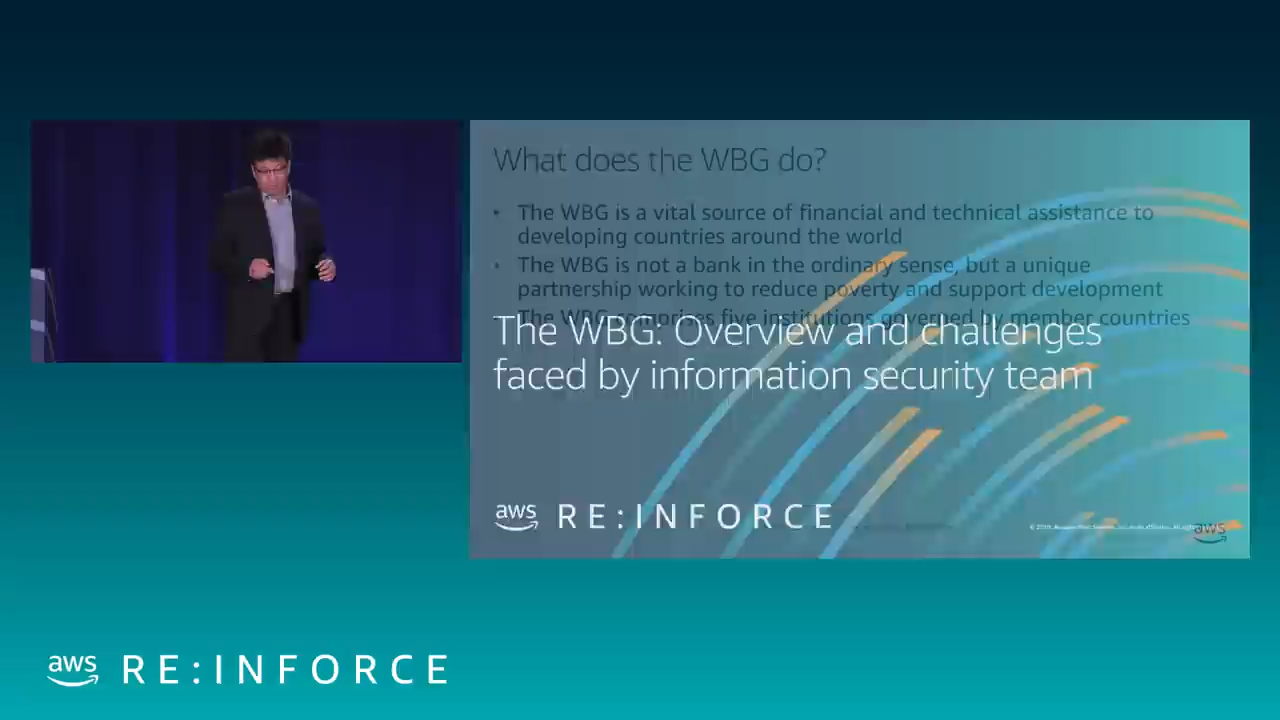 What does the WBG do?
• The WBG is a vital source of financial and technical assistance to
developing countries around the world
• The WBG is not a bank in the ordinary sense, but a unique
partnership working to reduce poverty and support development
The WBG comprises five institutions governed by member countries
The WBG: Overview and challenges
faced by information security team
aws RE:INFORCE
aws
aws RE:INFORCE